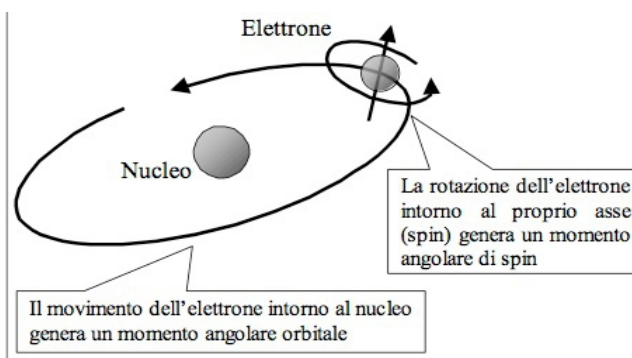 Elettrone
Nucleo
La rotazione dell'elettrone
intorno al proprio asse
(spin) genera un momento
angolare di spin
Il movimento dell'elettrone intorno al nucleo
genera un momento angolare orbitale